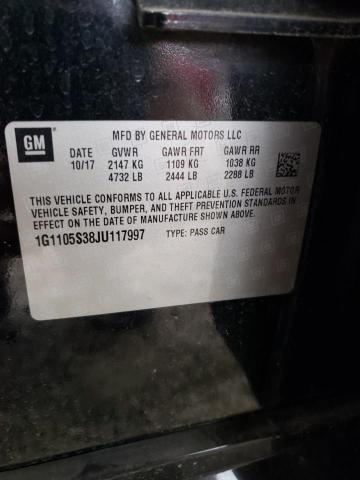 GM
MFD BY GENERAL MOTORS LLC
DATE GVWR GAWR FRT GAWR RR
10/17 2147 KG 1109 KG 1038 KG
4732 LB 2444 LB 2288 LB
THIS VEHICLE CONFORMS TO ALL APPLICABLE U.S. FEDERAL MOTOR
VEHICLE SAFETY, BUMPER, AND THEFT PREVENTION STANDARDS IN
EFFECT ON THE DATE OF MANUFACTURE SHOWN ABOVE.
1G1105S38JU117997 TYPE: PASS CAR